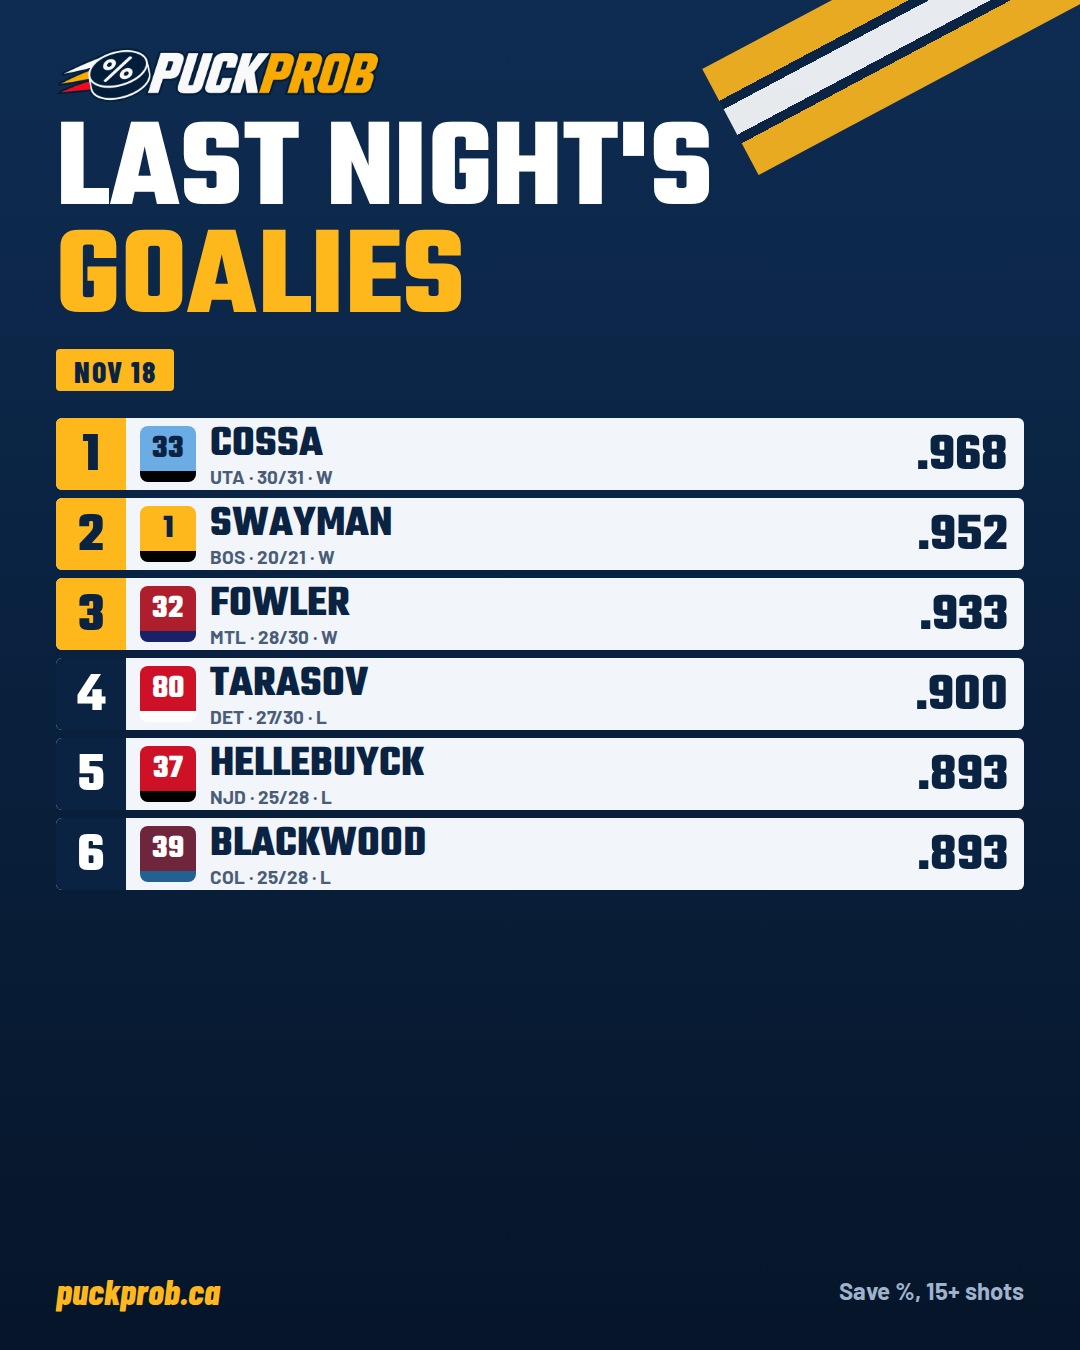 % PUCKPROB
LAST NIGHT'S
GOALIES
NOV 18
1 33 COSSA .968
UTA · 30/31 · W
2 1 SWAYMAN .952
BOS · 20/21 · W
3 32 FOWLER .933
MTL · 28/30 · W
4 80 TARASOV .900
DET · 27/30 · L
5 37 HELLEBUYCK .893
NJD · 25/28 · L
6 39 BLACKWOOD .893
COL · 25/28 · L
puckprob.ca
Save %, 15+ shots